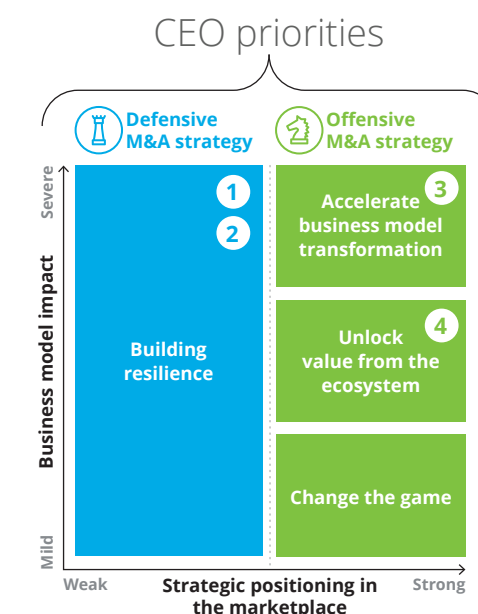 CEO priorities
Defensive
M&A strategy
Offensive
M&A strategy
Severe
Business model impact
Mild
1
2
Building
resilience
3
Accelerate
business model
transformation
4
Unlock
value from the
ecosystem
Change the game
Weak
Strategic positioning in
the marketplace
Strong